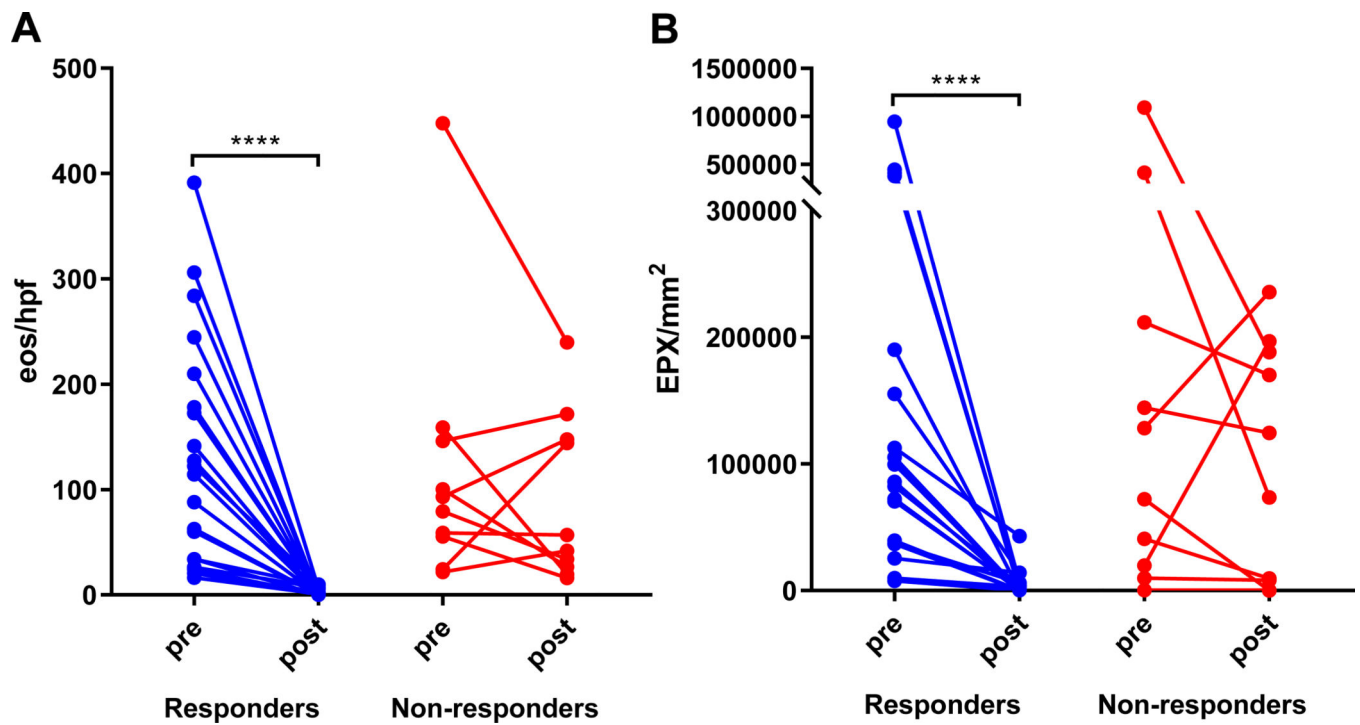 A
eos/hpf
500
400
300
200
100
0
****
pre
post
pre
post
Responders
Non-responders
B
EPX/mm²
1500000
1000000
500000
300000
200000
100000
0
****
pre
post
pre
post
Responders
Non-responders